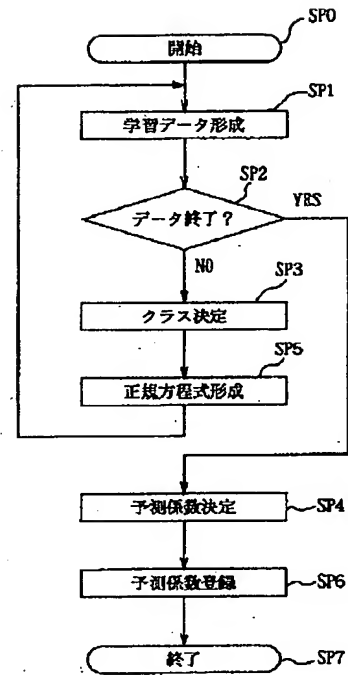 SP0
開始
SP1
学習データ形成
SP2
データ終了？
YRS
NO
SP3
クラス決定
SP5
正規方程式形成
予測係数決定
SP4
予測係数登録
SP6
終了
SP7